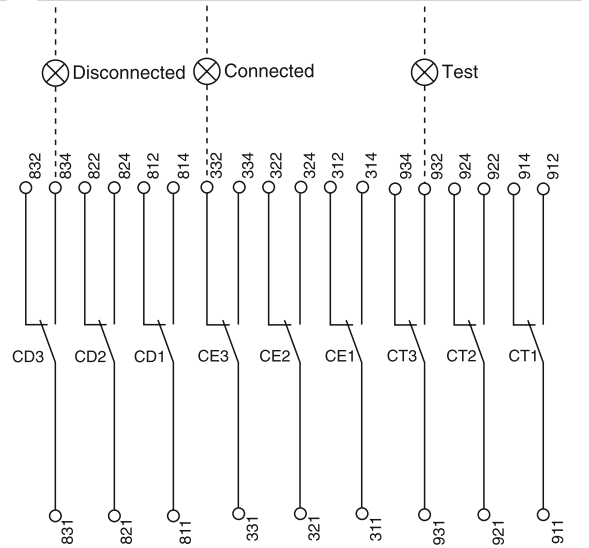 Disconnected Connected Test
832 834 822 824 812 814 332 334 322 324 312 314 934 932 924 922 914 912
CD3 CD2 CD1 CE3 CE2 CE1 CT3 CT2 CT1
831 821 811 331 321 311 931 921 911